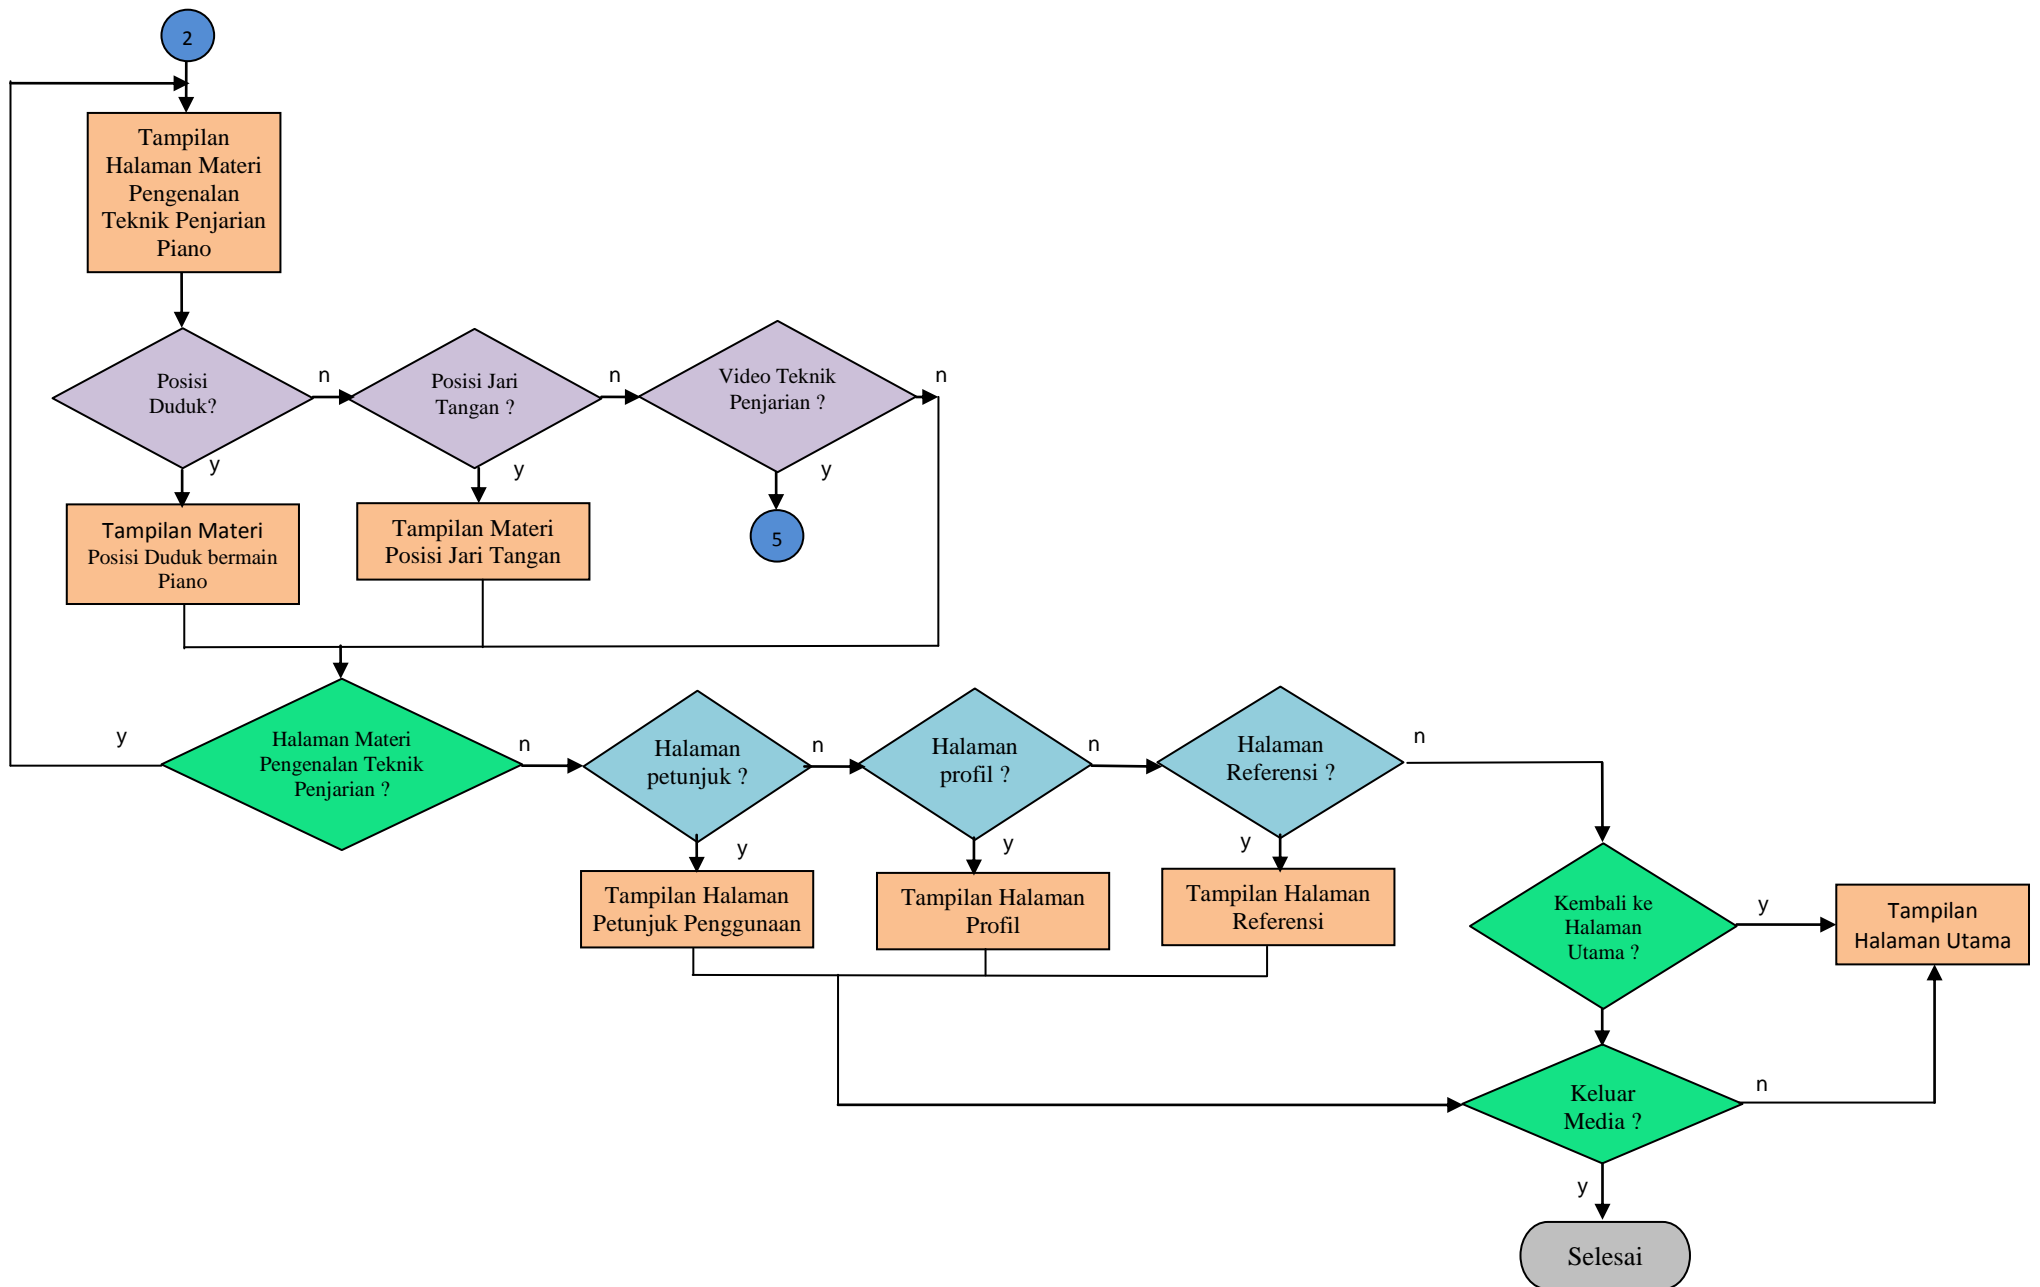 2
Tampilan
Halaman Materi
Pengenalan
Teknik Penjarian
Piano
Posisi
Duduk?
n
Posisi Jari
Tangan ?
n
Video Teknik
Penjarian ?
n
y
y
y
Tampilan Materi
Posisi Duduk bermain
Piano
Tampilan Materi
Posisi Jari Tangan
5
y
Halaman Materi
Pengenalan Teknik
Penjarian ?
n
Halaman
petunjuk ?
n
Halaman
profil ?
n
Halaman
Referensi ?
n
y
y
y
Tampilan Halaman
Petunjuk Penggunaan
Tampilan Halaman
Profil
Tampilan Halaman
Referensi
Kembali ke
Halaman
Utama ?
y
Tampilan
Halaman Utama
Keluar
Media ?
n
y
Selesai